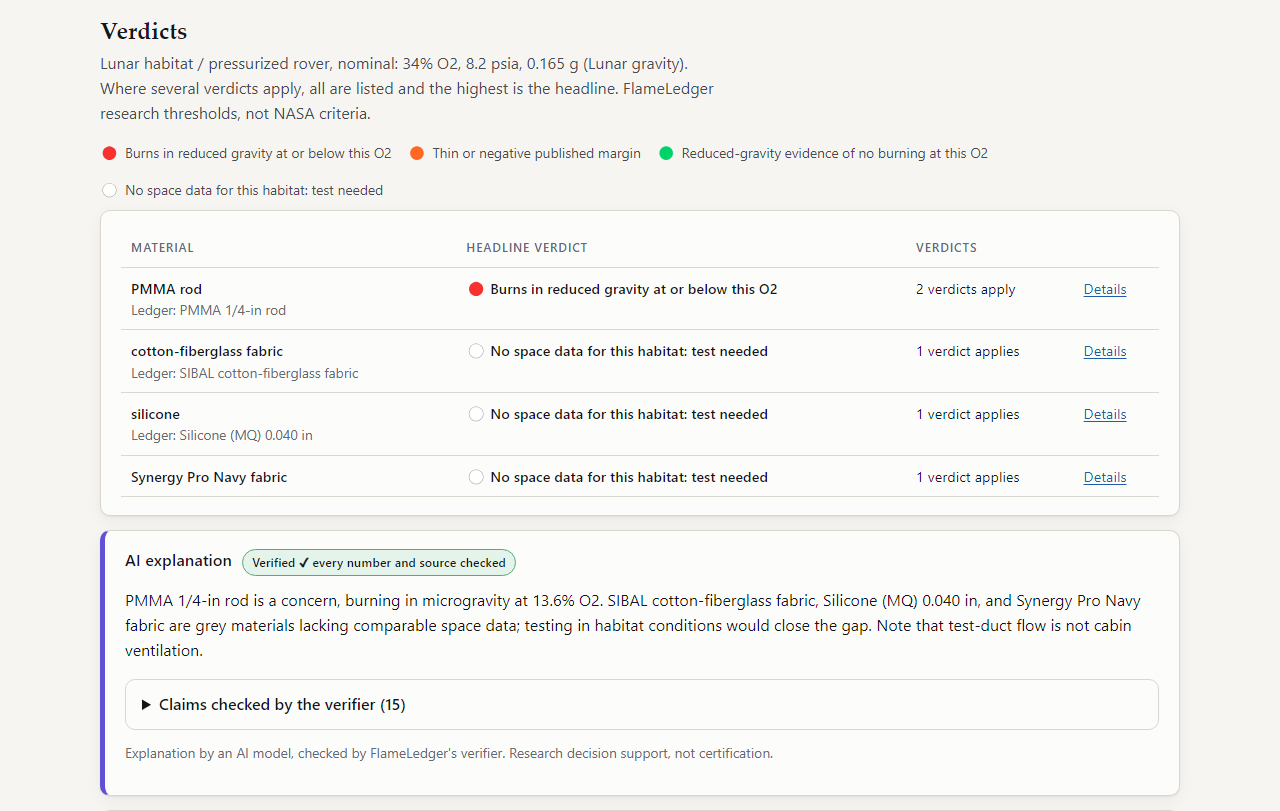 Verdicts
Lunar habitat / pressurized rover, nominal: 34% O2, 8.2 psia, 0.165 g (Lunar gravity).
Where several verdicts apply, all are listed and the highest is the headline. FlameLedger
research thresholds, not NASA criteria.
Burns in reduced gravity at or below this O2 Thin or negative published margin Reduced-gravity evidence of no burning at this O2
No space data for this habitat: test needed
MATERIAL HEADLINE VERDICT VERDICTS
PMMA rod Burns in reduced gravity at or below this O2 2 verdicts apply Details
Ledger: PMMA 1/4-in rod
cotton-fiberglass fabric No space data for this habitat: test needed 1 verdict applies Details
Ledger: SIBAL cotton-fiberglass fabric
silicone No space data for this habitat: test needed 1 verdict applies Details
Ledger: Silicone (MQ) 0.040 in
Synergy Pro Navy fabric No space data for this habitat: test needed 1 verdict applies Details
AI explanation Verified ✓ every number and source checked
PMMA 1/4-in rod is a concern, burning in microgravity at 13.6% O2. SIBAL cotton-fiberglass fabric, Silicone (MQ) 0.040 in, and Synergy Pro Navy
fabric are grey materials lacking comparable space data; testing in habitat conditions would close the gap. Note that test-duct flow is not cabin
ventilation.
▶ Claims checked by the verifier (15)
Explanation by an AI model, checked by FlameLedger's verifier. Research decision support, not certification.